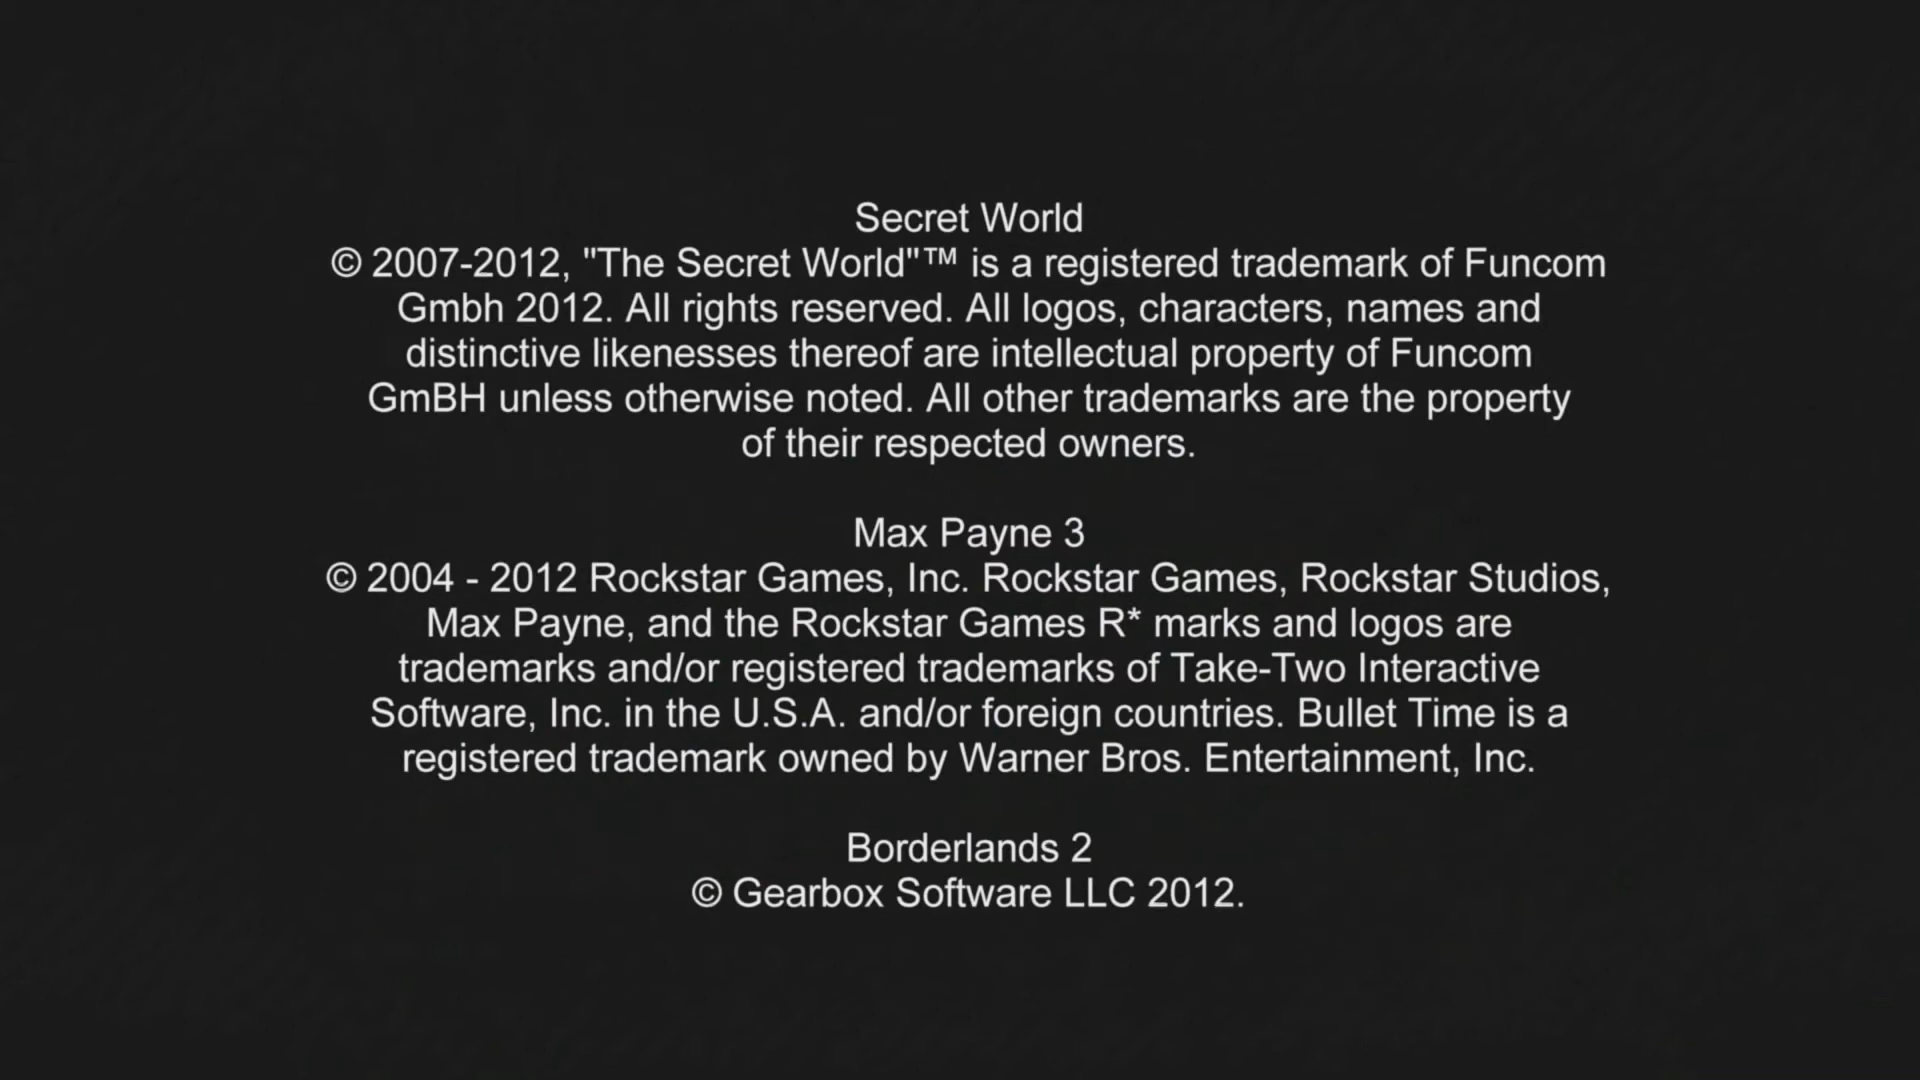 Secret World
© 2007-2012, "The Secret World"™ is a registered trademark of Funcom
Gmbh 2012. All rights reserved. All logos, characters, names and
distinctive likenesses thereof are intellectual property of Funcom
GmBH unless otherwise noted. All other trademarks are the property
of their respected owners.
Max Payne 3
© 2004 - 2012 Rockstar Games, Inc. Rockstar Games, Rockstar Studios,
Max Payne, and the Rockstar Games R* marks and logos are
trademarks and/or registered trademarks of Take-Two Interactive
Software, Inc. in the U.S.A. and/or foreign countries. Bullet Time is a
registered trademark owned by Warner Bros. Entertainment, Inc.
Borderlands 2
© Gearbox Software LLC 2012.